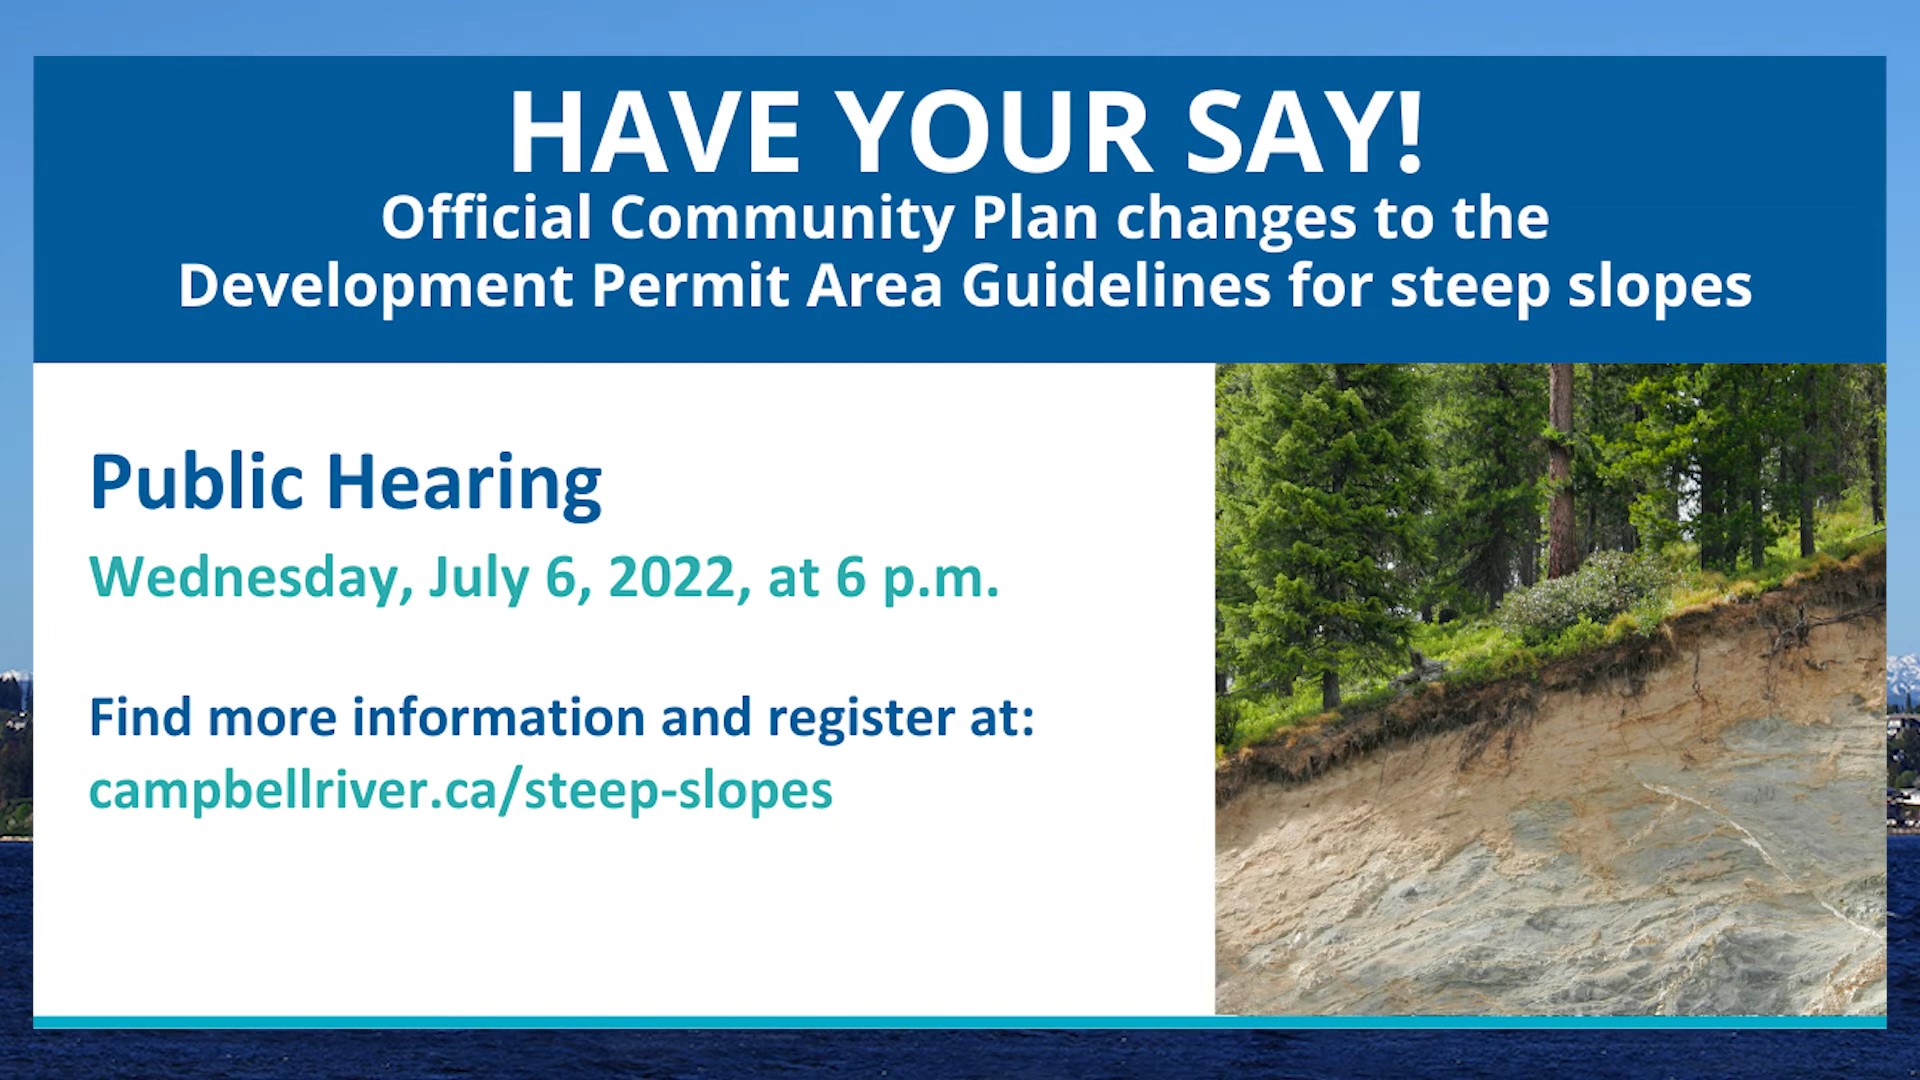 HAVE YOUR SAY!
Official Community Plan changes to the
Development Permit Area Guidelines for steep slopes
Public Hearing
Wednesday, July 6, 2022, at 6 p.m.
Find more information and register at:
campbellriver.ca/steep-slopes